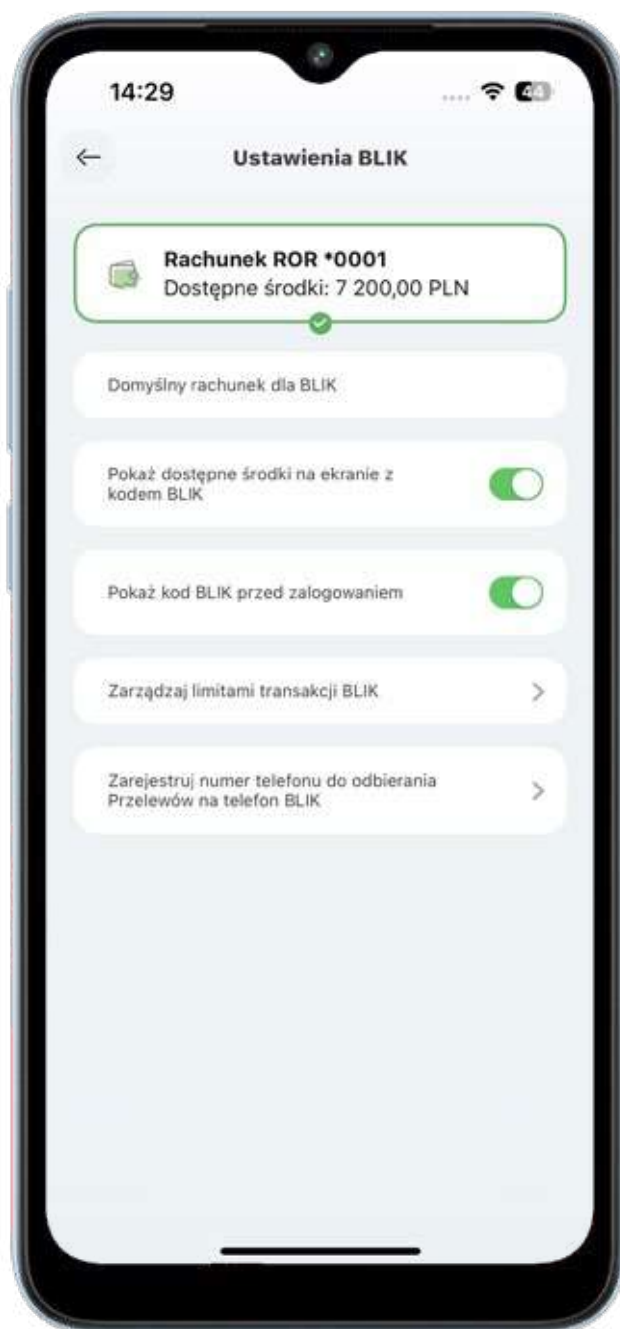 14:29
44
Ustawienia BLIK
Rachunek ROR *0001
Dostępne środki: 7 200,00 PLN
Domyślny rachunek dla BLIK
Pokaż dostępne środki na ekranie z
kodem BLIK
Pokaż kod BLIK przed zalogowaniem
Zarządzaj limitami transakcji BLIK
Zarejestruj numer telefonu do odbierania
Przelewów na telefon BLIK